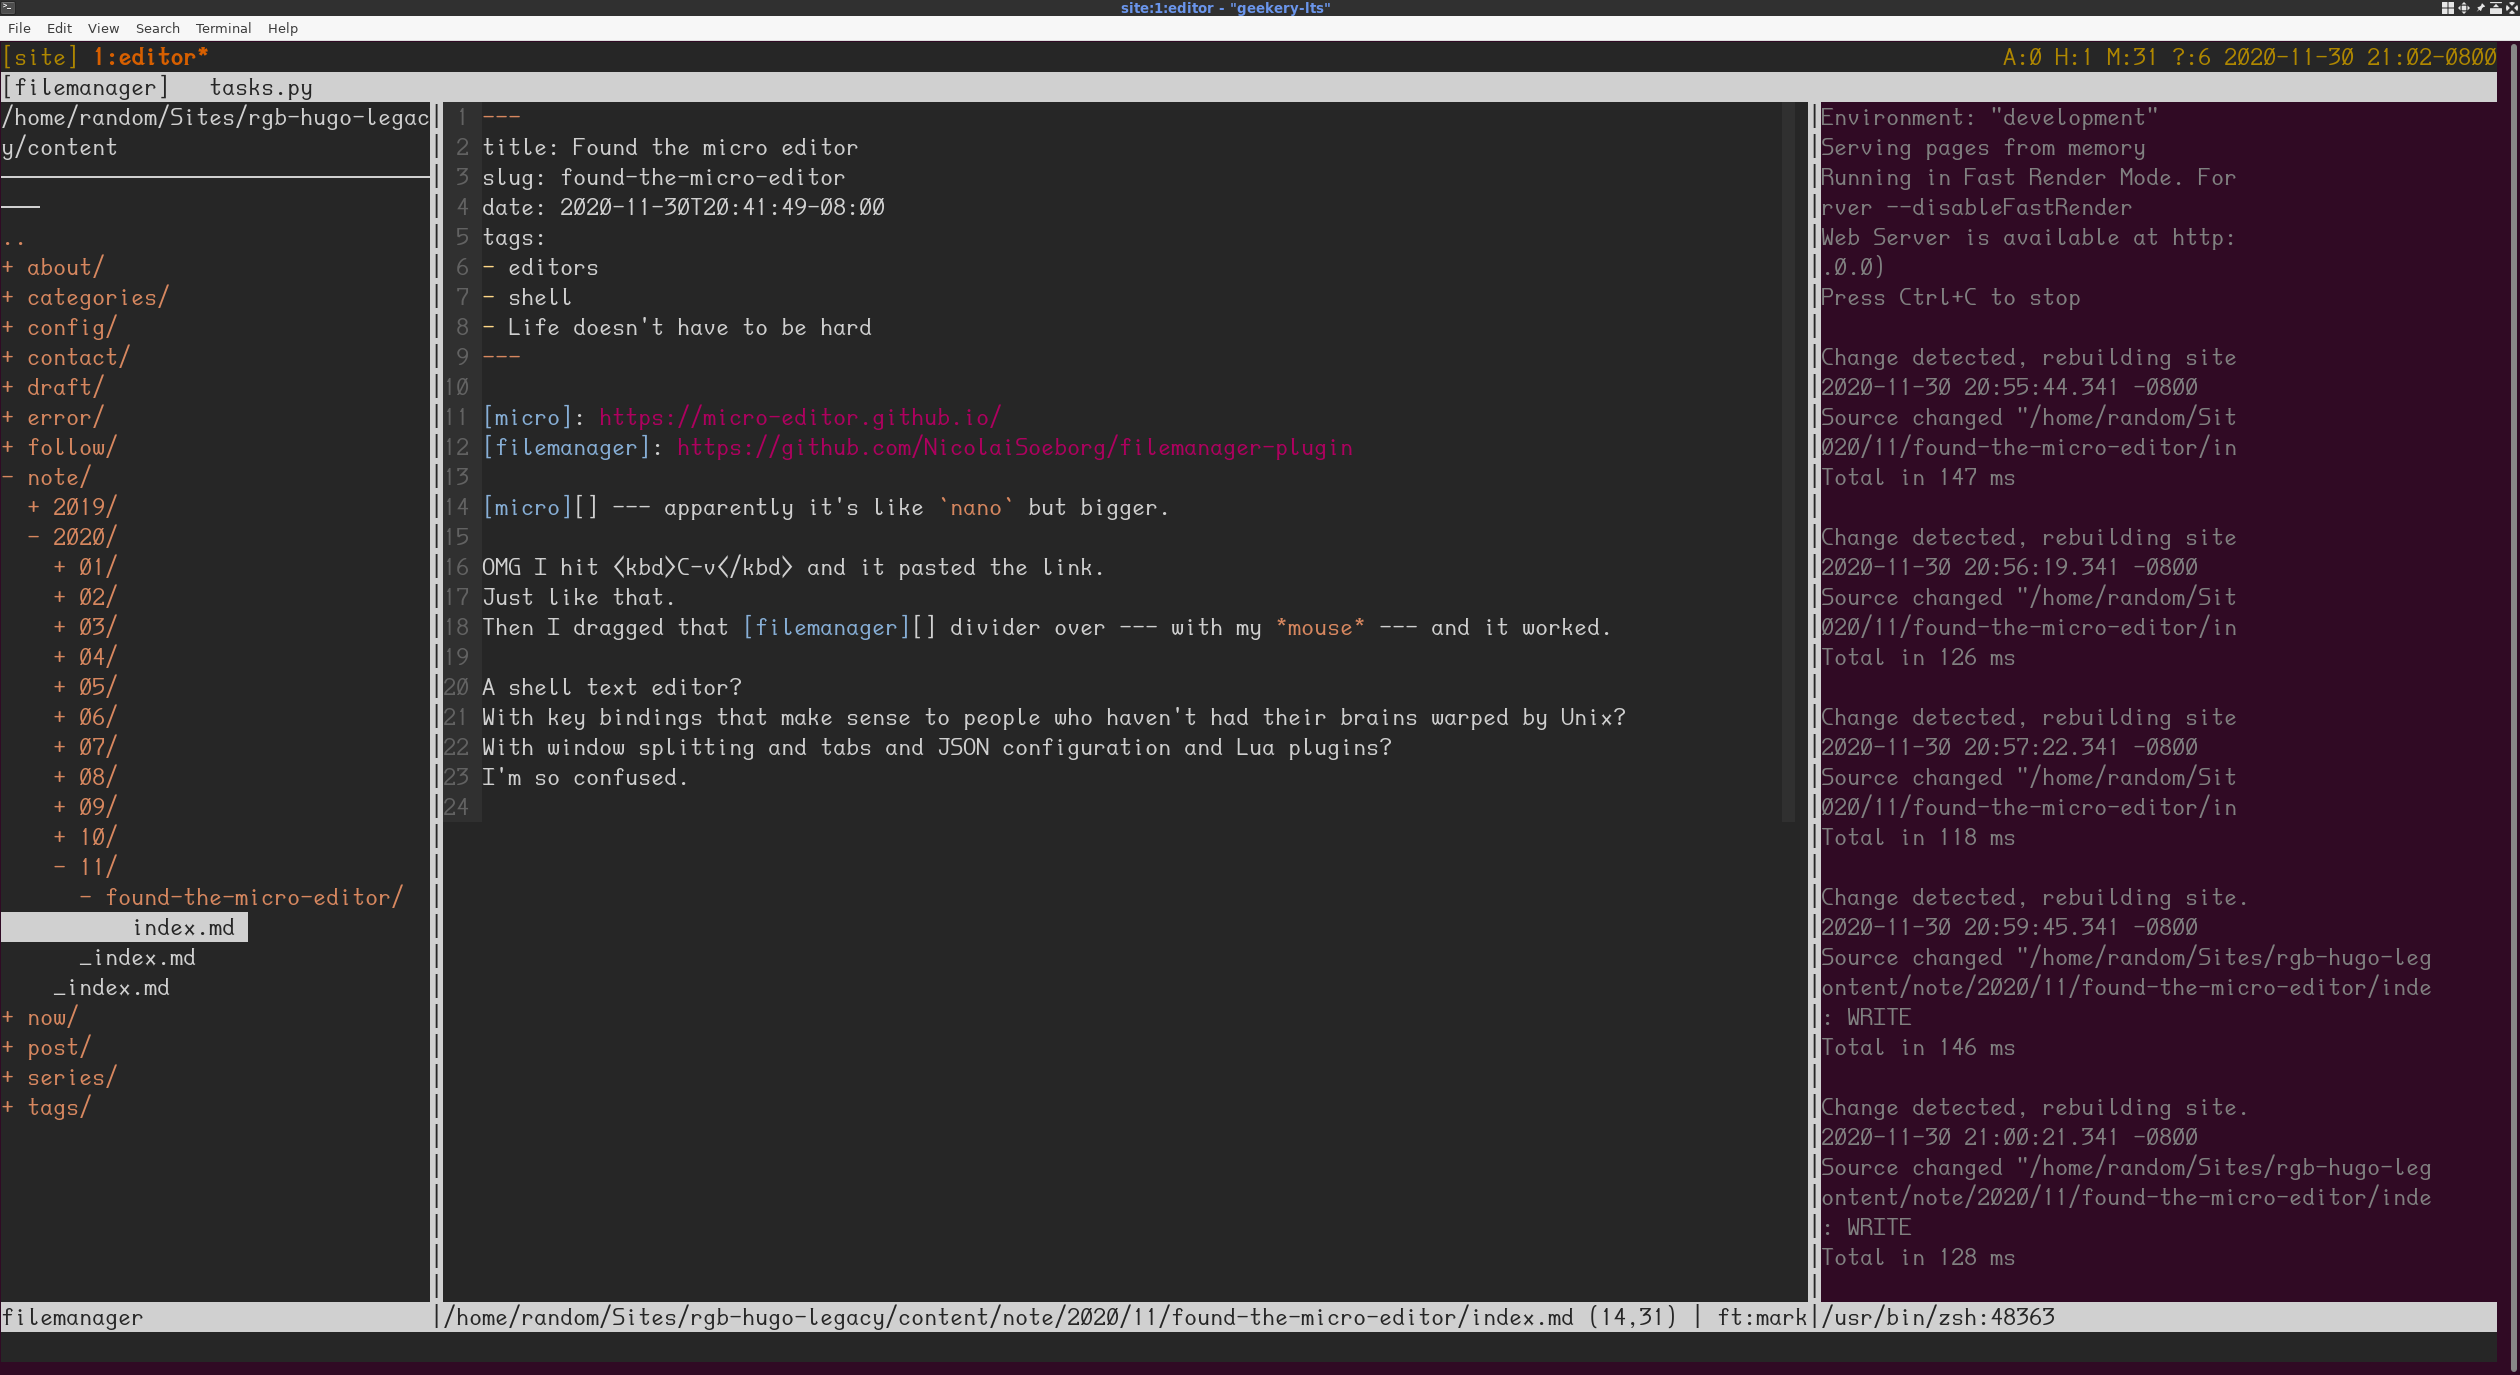 site:1:editor - "geekery-lts"
File Edit View Search Terminal Help
[site] 1:editor*
A:0 H:1 M:31 ?:6 2020-11-30 21:02-0800
[filemanager] tasks.py
/home/random/Sites/rgb-hugo-legac
y/content
..
+ about/
+ categories/
+ config/
+ contact/
+ draft/
+ error/
+ follow/
- note/
+ 2019/
- 2020/
+ 01/
+ 02/
+ 03/
+ 04/
+ 05/
+ 06/
+ 07/
+ 08/
+ 09/
+ 10/
- 11/
- found-the-micro-editor/
index.md
_index.md
_index.md
+ now/
+ post/
+ series/
+ tags/
1 ---
2 title: Found the micro editor
3 slug: found-the-micro-editor
4 date: 2020-11-30T20:41:49-08:00
5 tags:
6 - editors
7 - shell
8 - Life doesn't have to be hard
9 ---
10
11 [micro]: https://micro-editor.github.io/
12 [filemanager]: https://github.com/NicolaiSoeborg/filemanager-plugin
13
14 [micro][] --- apparently it's like `nano` but bigger.
15
16 OMG I hit <kbd>C-v</kbd> and it pasted the link.
17 Just like that.
18 Then I dragged that [filemanager][] divider over --- with my *mouse* --- and it worked.
19
20 A shell text editor?
21 With key bindings that make sense to people who haven't had their brains warped by Unix?
22 With window splitting and tabs and JSON configuration and Lua plugins?
23 I'm so confused.
24
Environment: "development"
Serving pages from memory
Running in Fast Render Mode. For
rver --disableFastRender
Web Server is available at http:
.0.0)
Press Ctrl+C to stop
Change detected, rebuilding site
2020-11-30 20:55:44.341 -0800
Source changed "/home/random/Sit
020/11/found-the-micro-editor/in
Total in 147 ms
Change detected, rebuilding site
2020-11-30 20:56:19.341 -0800
Source changed "/home/random/Sit
020/11/found-the-micro-editor/in
Total in 126 ms
Change detected, rebuilding site
2020-11-30 20:57:22.341 -0800
Source changed "/home/random/Sit
020/11/found-the-micro-editor/in
Total in 118 ms
Change detected, rebuilding site.
2020-11-30 20:59:45.341 -0800
Source changed "/home/random/Sites/rgb-hugo-leg
ontent/note/2020/11/found-the-micro-editor/inde
: WRITE
Total in 146 ms
Change detected, rebuilding site.
2020-11-30 21:00:21.341 -0800
Source changed "/home/random/Sites/rgb-hugo-leg
ontent/note/2020/11/found-the-micro-editor/inde
: WRITE
Total in 128 ms
filemanager |/home/random/Sites/rgb-hugo-legacy/content/note/2020/11/found-the-micro-editor/index.md (14,31) | ft:mark|/usr/bin/zsh:48363